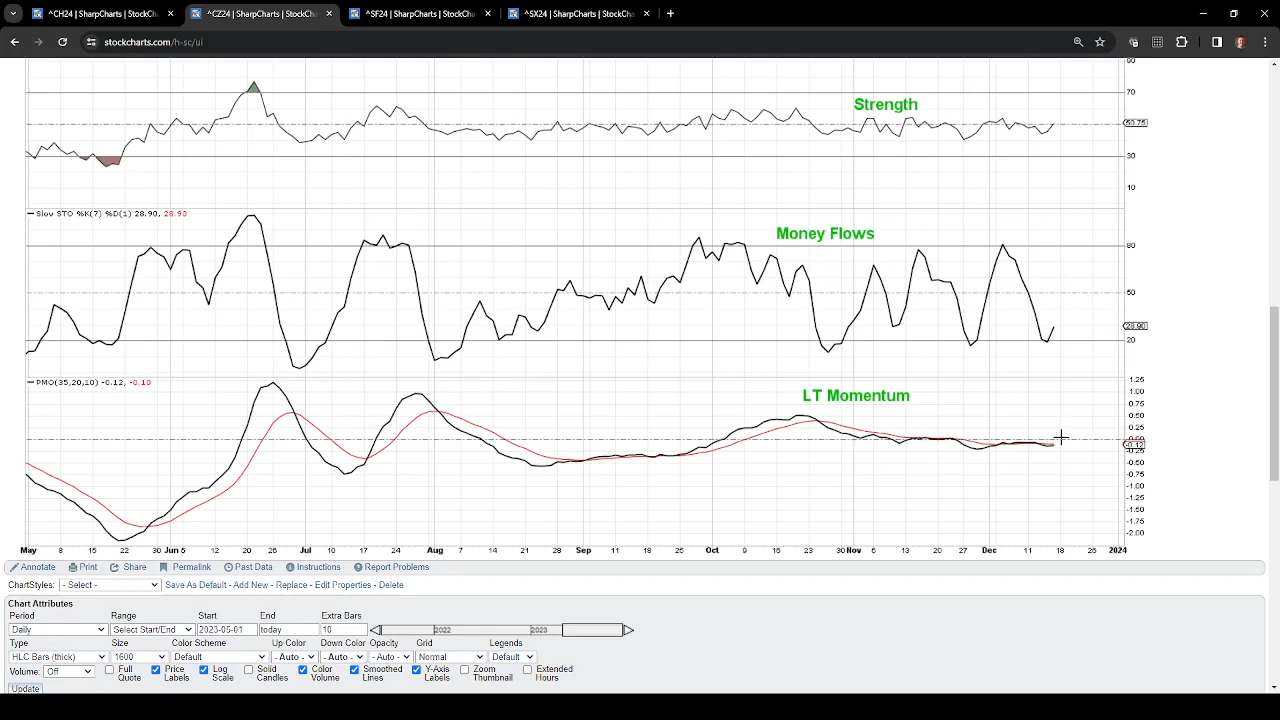 ^CH24 | SharpCharts | StockCha
^CZ24 | SharpCharts | StockCha
^SF24 | SharpCharts | StockCha
^SX24 | SharpCharts | StockCha
stockcharts.com/h-sc/ui
90
Strength
70
50.75
30
10
Slow STO %K(7) %D(1) 28.90, 28.90
Money Flows
80
50
28.90
20
PMO(35,20,10) -0.12, -0.10
LT Momentum
1.25
1.00
0.75
0.50
0.25
0.00
-0.12
-0.25
-0.50
-0.75
-1.00
-1.25
-1.50
-1.75
-2.00
May 8 15 22 30 Jun 5 12 20 26 Jul 10 17 24 Aug 7 14 21 28 Sep 11 18 25 Oct 9 16 23 30 Nov 6 13 20 27 Dec 11 18 26 2024
Annotate Print Share Permalink Past Data Instructions Report Problems
ChartStyles: - Select - Save As Default - Add New - Replace - Edit Properties - Delete
Chart Attributes
Period Range Start End Extra Bars
Daily Select Start/End 2023-05-01 today 10 2022 2023
Type Size Color Scheme Up Color Down Color Opacity Grid Legends
HLC Bars (thick) 1600 Default - Auto - - Auto - - Auto - Normal Default
Volume: Off Full Quote Price Labels Log Scale Solid Candles Color Volume Smoothed Lines Y-Axis Labels Zoom Thumbnail Extended Hours
Update